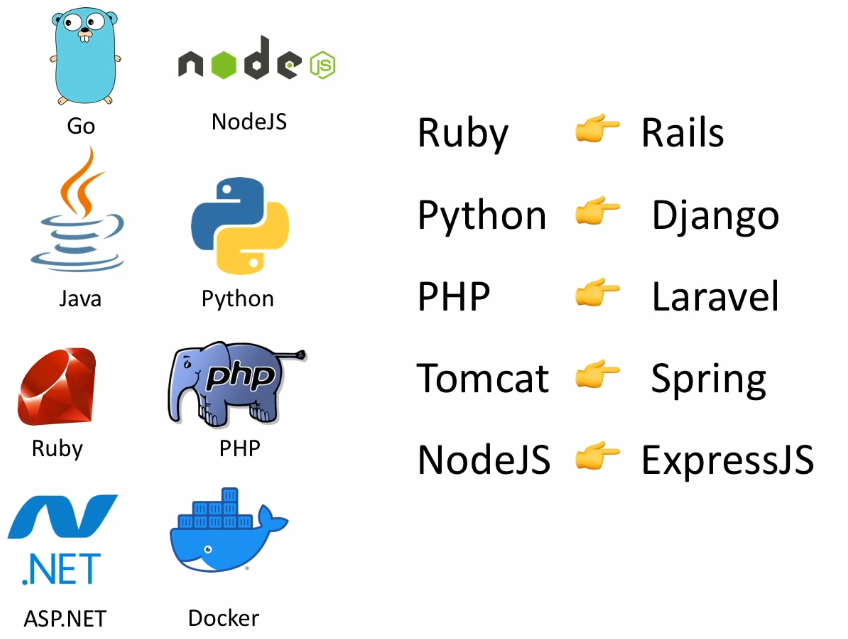 node JS
Go
NodeJS
Java
Python
php
Ruby
PHP
.NET
ASP.NET
Docker
Ruby 👉 Rails
Python 👉 Django
PHP 👉 Laravel
Tomcat 👉 Spring
NodeJS 👉 ExpressJS